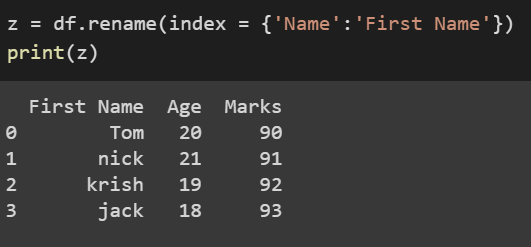 z = df.rename(index = {'Name':'First Name'})
print(z)
First Name Age Marks
0 Tom 20 90
1 nick 21 91
2 krish 19 92
3 jack 18 93